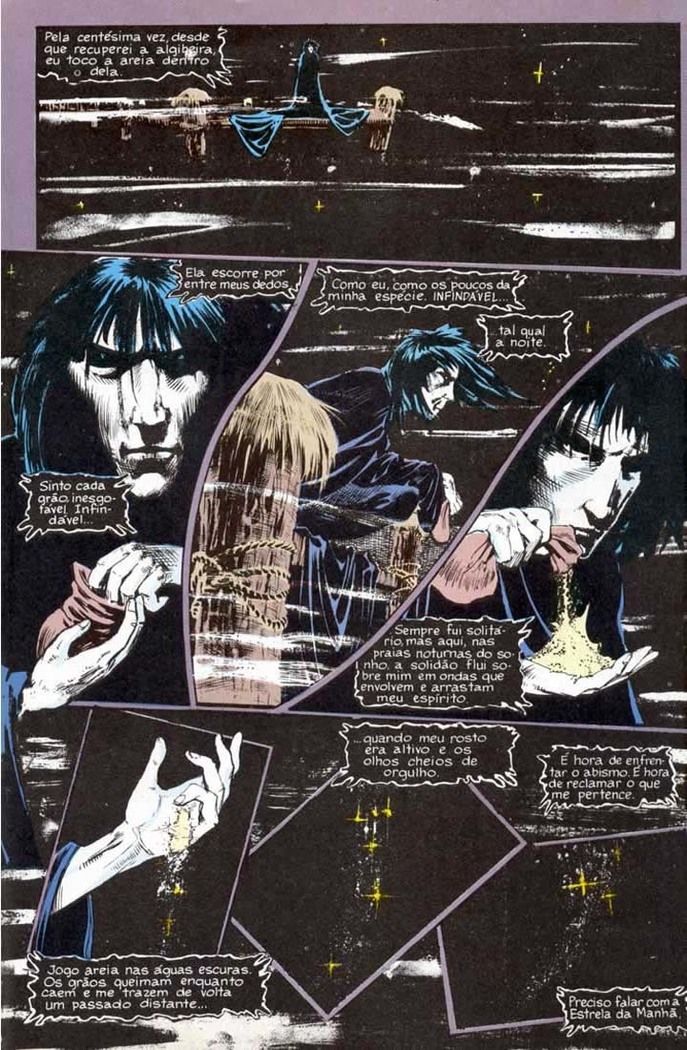 Pela centésima vez, desde
que recuperei a algibeira,
eu toco a areia dentro
dela.
Ela escorre por
entre meus dedos.
Sinto cada
grão, inesgo-
tável. Infin-
dável...
Como eu, como os poucos da
minha espécie. INFINDÁVEL...
...tal qual
a noite.
Sempre fui solitá-
rio, mas aqui, nas
praias noturnas do so-
nho, a solidão flui so-
bre mim em ondas que
envolvem e arrastam
meu espírito.
Jogo areia nas águas escuras.
Os grãos queimam enquanto
caem e me trazem de volta
um passado distante...
...quando meu rosto
era altivo e os
olhos cheios de
orgulho.
É hora de enfren-
tar o abismo. É hora
de reclamar o que
me pertence.
Preciso falar com a
Estrela da Manhã.